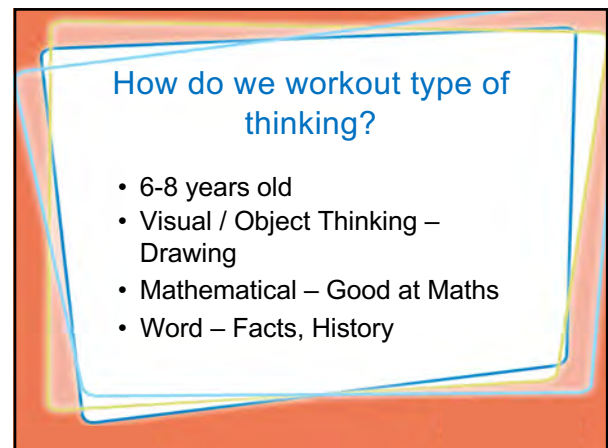 How do we workout type of
thinking?
• 6-8 years old
• Visual / Object Thinking –
Drawing
• Mathematical – Good at Maths
• Word – Facts, History